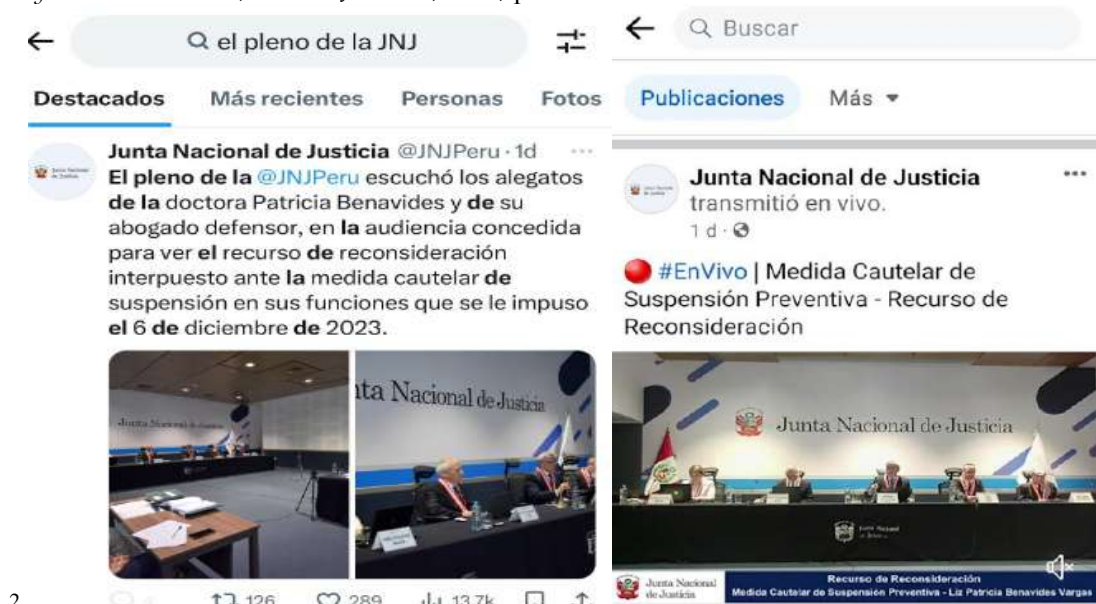 el pleno de la JNJ
Destacados Más recientes Personas Fotos
Junta Nacional de Justicia @JNJPeru · 1d
El pleno de la @JNJPeru escuchó los alegatos
de la doctora Patricia Benavides y de su
abogado defensor, en la audiencia concedida
para ver el recurso de reconsideración
interpuesto ante la medida cautelar de
suspensión en sus funciones que se le impuso
el 6 de diciembre de 2023.
Junta Nacional de Justicia
nta Nacional de Justicia
126 289 13.7k
2
Buscar
Publicaciones Más
Junta Nacional de Justicia
transmitió en vivo.
1 d ·
#EnVivo | Medida Cautelar de
Suspensión Preventiva - Recurso de
Reconsideración
Junta Nacional de Justicia
Junta Nacional
de Justicia
Recurso de Reconsideración
Medida Cautelar de Suspensión Preventiva - Liz Patricia Benavides Vargas